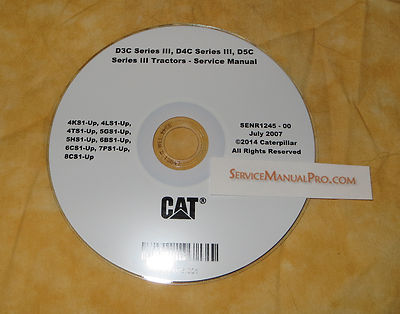 D3C Series III, D4C Series III, D5C
Series III Tractors - Service Manual
4KS1-Up, 4LS1-Up,
4TS1-Up, 5GS1-Up,
5HS1-Up, 6BS1-Up,
6CS1-Up, 7PS1-Up,
8CS1-Up
SENR1245 - 00
July 2007
©2014 Caterpillar
All Rights Reserved
ServiceManualPro.com
CAT®